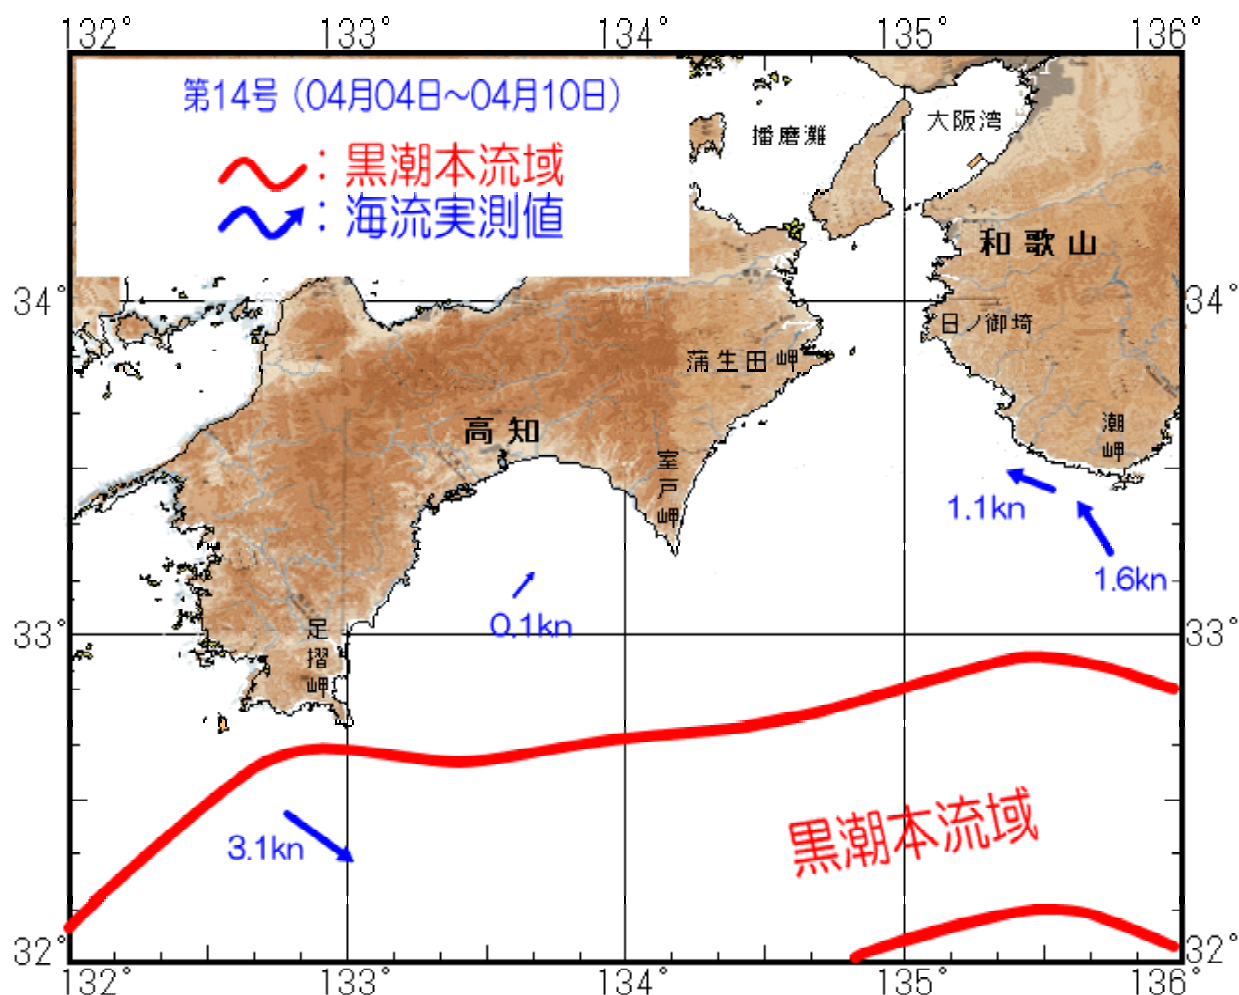 132° 133° 134° 135° 136°
第14号（04月04日～04月10日）
：黒潮本流域
：海流実測値
播磨灘
大阪湾
和歌山
34° 34°
日ノ御埼
蒲生田岬
潮岬
高知
室戸岬
1.1kn
1.6kn
0.1kn
33° 33°
足摺岬
黒潮本流域
3.1kn
32° 32°
132° 133° 134° 135° 136°